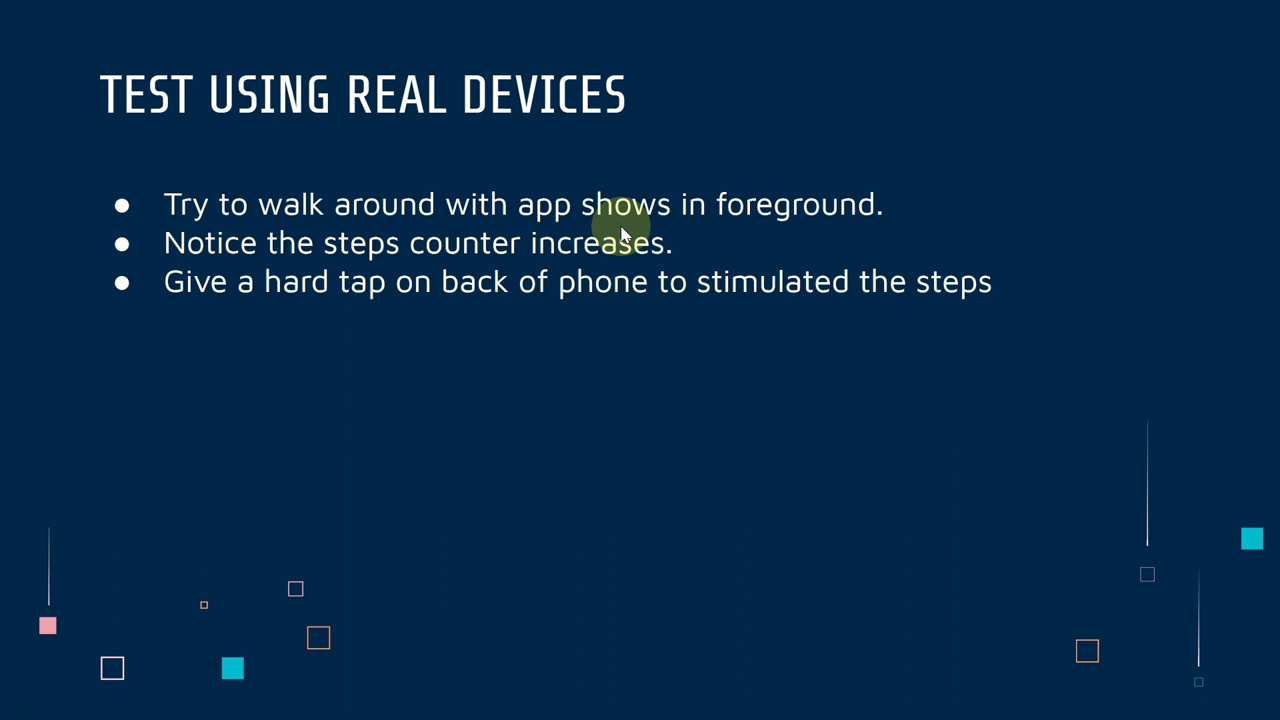 TEST USING REAL DEVICES
● Try to walk around with app shows in foreground.
● Notice the steps counter increases.
● Give a hard tap on back of phone to stimulated the steps